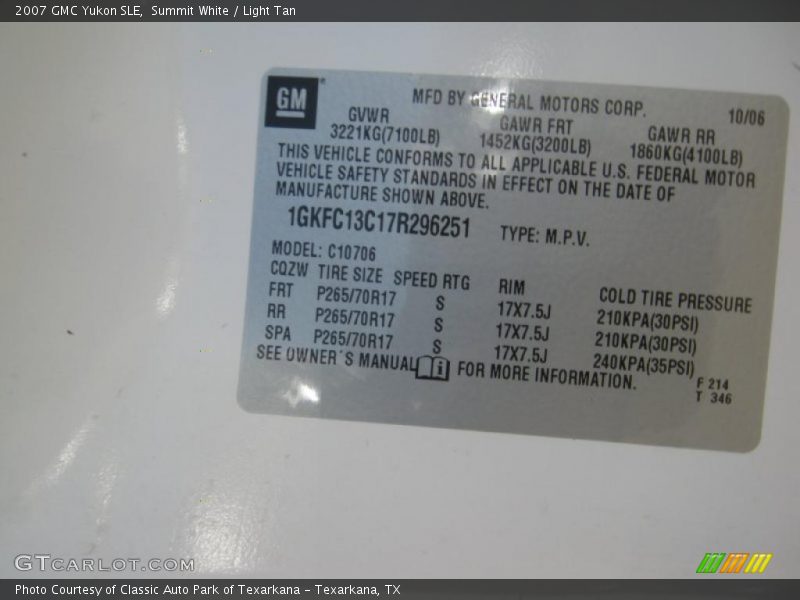 2007 GMC Yukon SLE, Summit White / Light Tan
GM
MFD BY GENERAL MOTORS CORP.
10/06
GVWR GAWR FRT GAWR RR
3221KG(7100LB) 1452KG(3200LB) 1860KG(4100LB)
THIS VEHICLE CONFORMS TO ALL APPLICABLE U.S. FEDERAL MOTOR
VEHICLE SAFETY STANDARDS IN EFFECT ON THE DATE OF
MANUFACTURE SHOWN ABOVE.
1GKFC13C17R296251 TYPE: M.P.V.
MODEL: C10706
CQZW TIRE SIZE SPEED RTG RIM COLD TIRE PRESSURE
FRT P265/70R17 S 17X7.5J 210KPA(30PSI)
RR P265/70R17 S 17X7.5J 210KPA(30PSI)
SPA P265/70R17 S 17X7.5J 240KPA(35PSI)
SEE OWNER'S MANUAL FOR MORE INFORMATION.
F 214
T 346
GTCARLOT.COM
Photo Courtesy of Classic Auto Park of Texarkana - Texarkana, TX